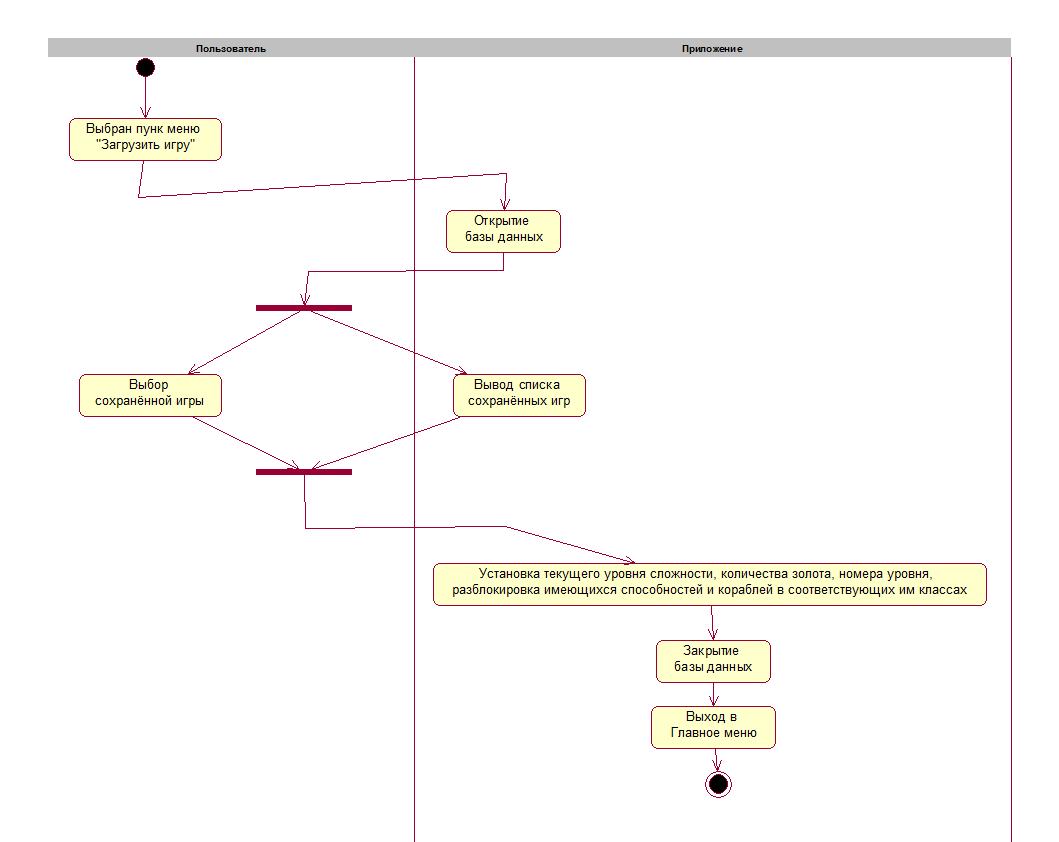 Пользователь
Приложение
Выбран пунк меню
"Загрузить игру"
Открытие
базы данных
Выбор
сохранённой игры
Вывод списка
сохранённых игр
Установка текущего уровня сложности, количества золота, номера уровня,
разблокировка имеющихся способностей и кораблей в соответствующих им классах
Закрытие
базы данных
Выход в
Главное меню